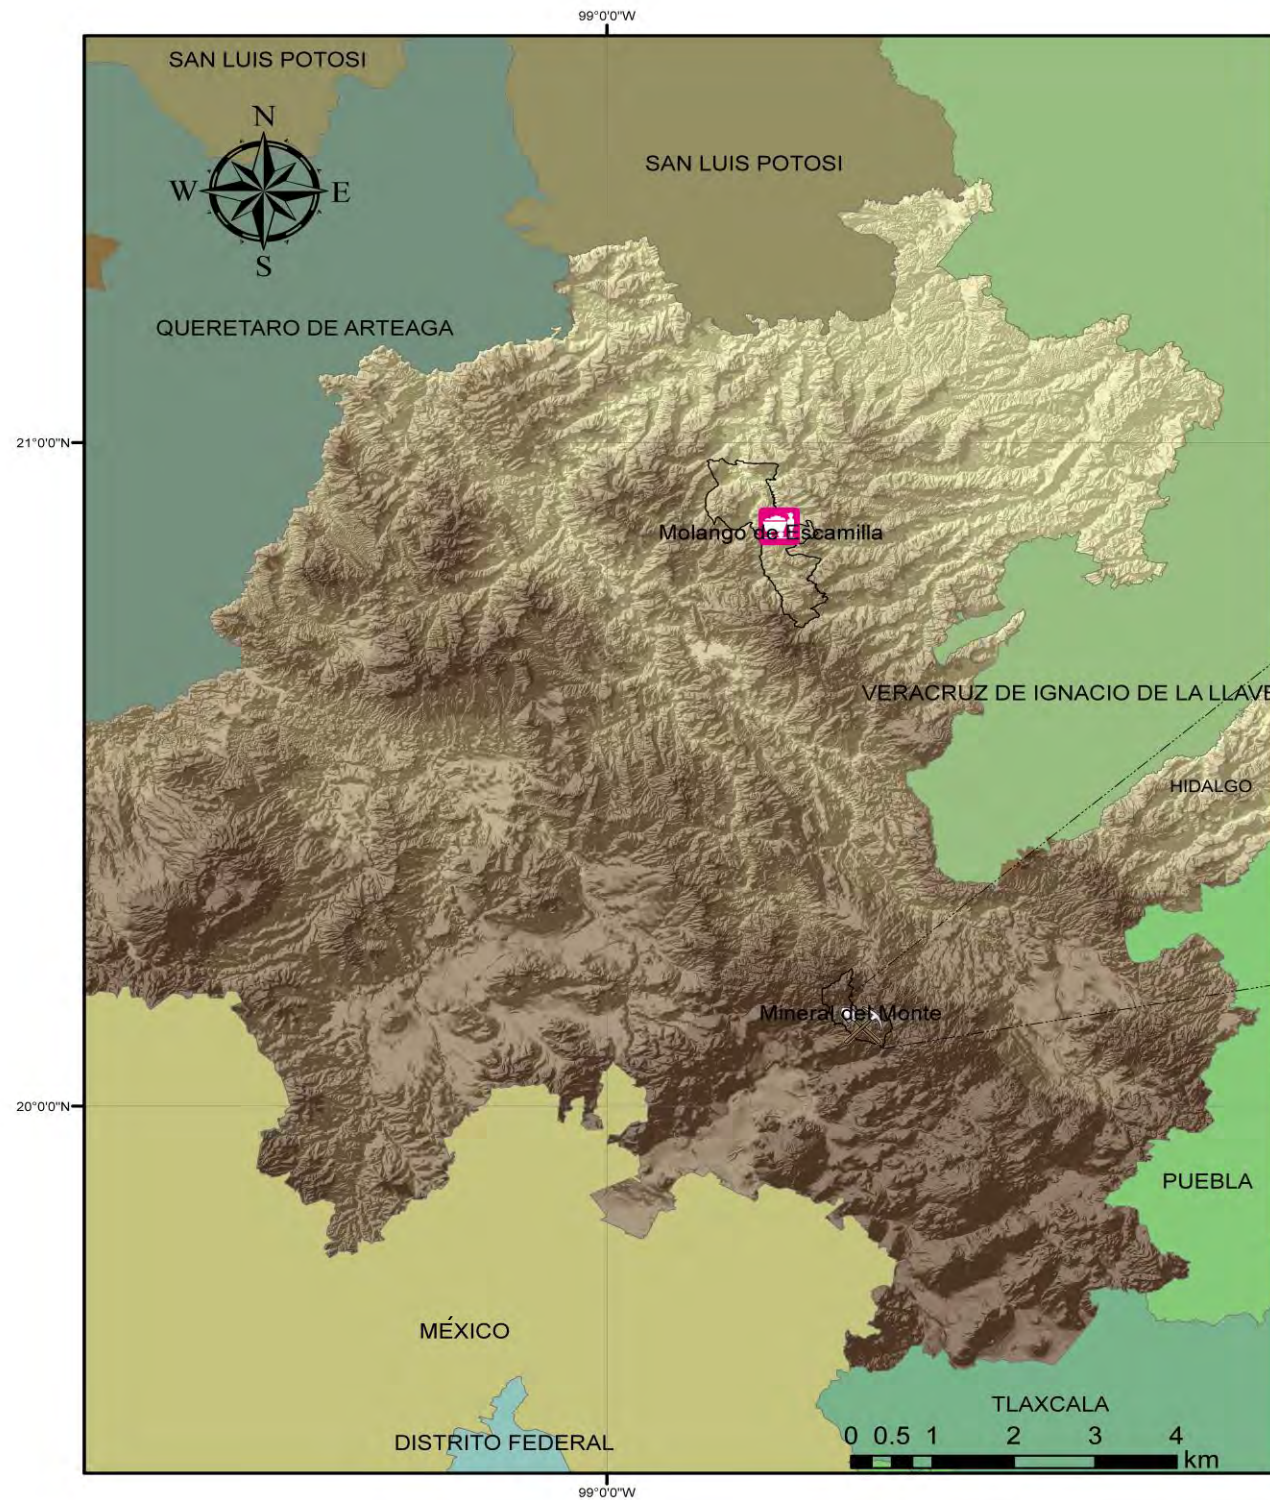 99°0'0"W
SAN LUIS POTOSI
N
W
E
S
SAN LUIS POTOSI
QUERETARO DE ARTEAGA
21°0'0"N
Molango de Escamilla
VERACRUZ DE IGNACIO DE LA LLAVE
HIDALGO
Mineral del Monte
20°0'0"N
PUEBLA
MÉXICO
TLAXCALA
DISTRITO FEDERAL
0 0.5 1 2 3 4
km
99°0'0"W